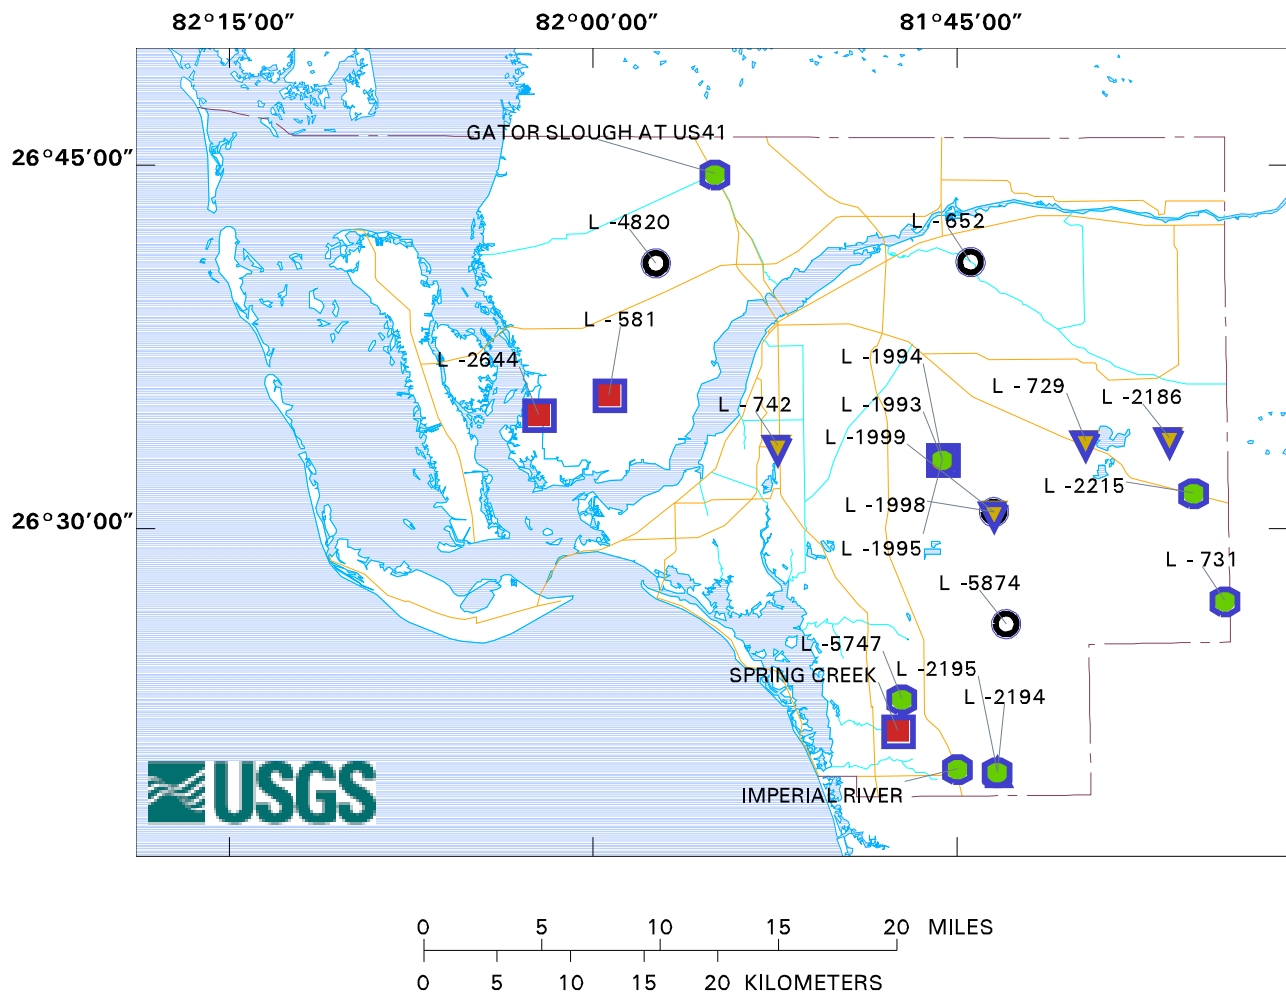 82°15'00" 82°00'00" 81°45'00"
GATOR SLOUGH AT US41
26°45'00"
L -4820
L - 652
L - 581
L -2644
L -1994
L - 729
L -2186
L - 742
L -1993
L -1999
L -2215
L -1998
26°30'00"
L -1995
L - 731
L -5874
L -5747
L -2195
SPRING CREEK
L -2194
USGS
IMPERIAL RIVER
0 5 10 15 20 MILES
0 5 10 15 20 KILOMETERS